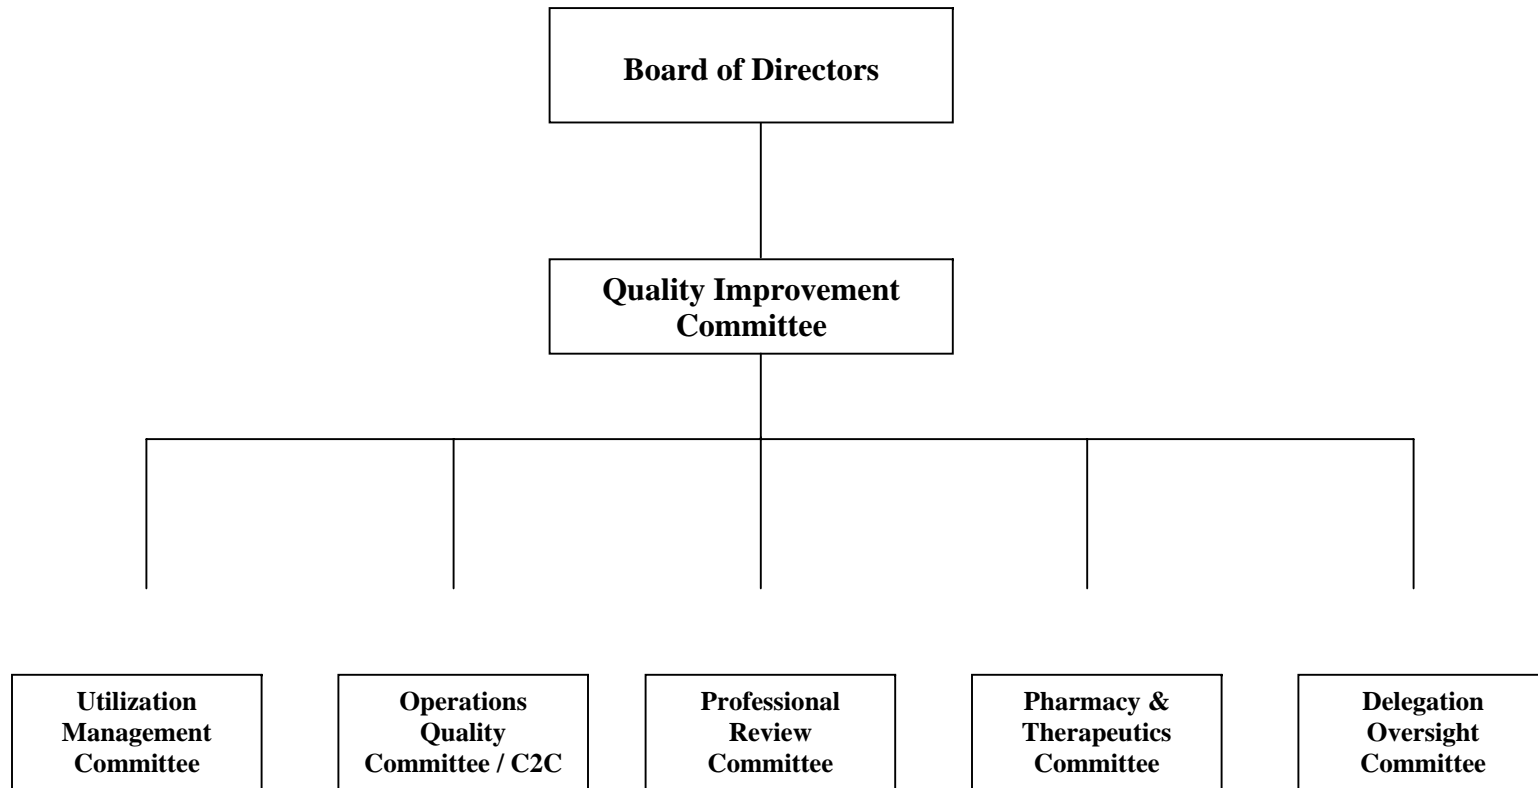 Board of Directors
Quality Improvement
Committee
Utilization
Management
Committee
Operations
Quality
Committee / C2C
Professional
Review
Committee
Pharmacy &
Therapeutics
Committee
Delegation
Oversight
Committee